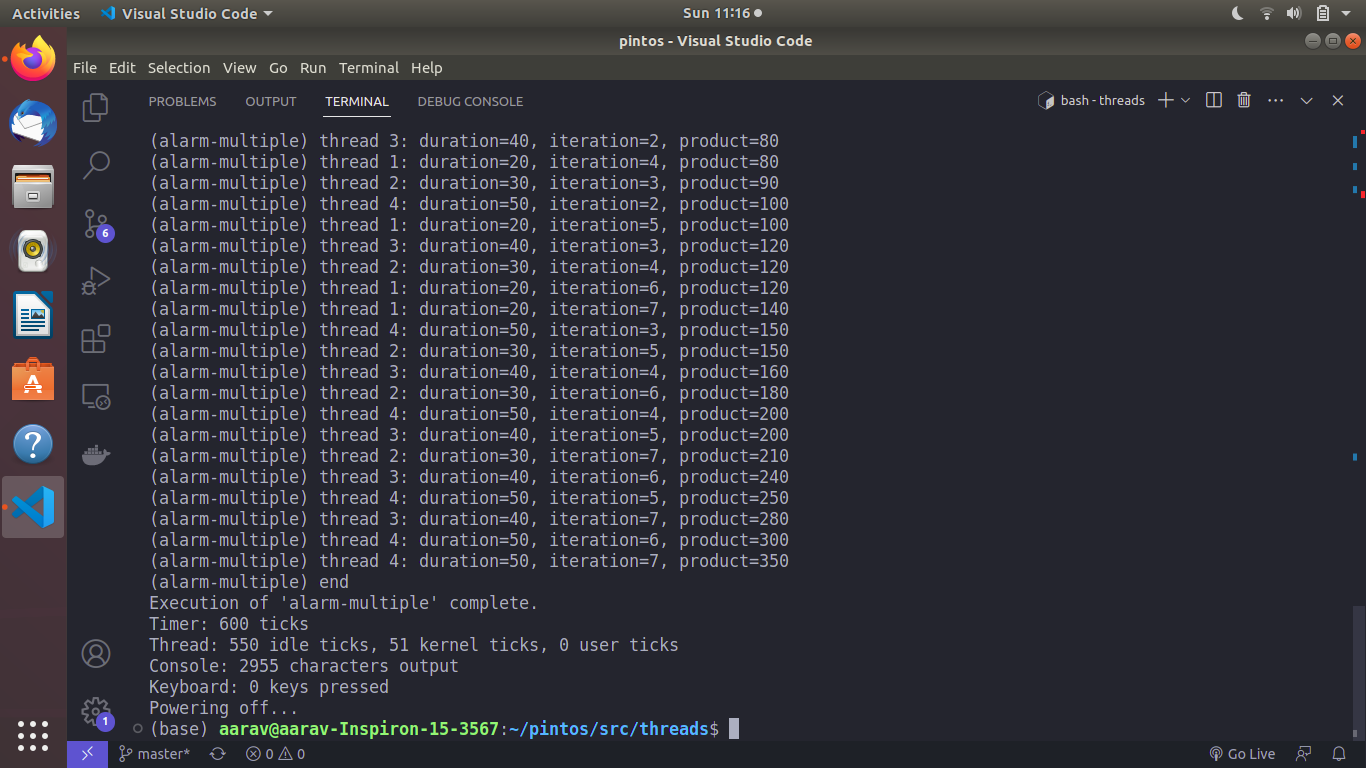 Activities Visual Studio Code Sun 11:16
pintos - Visual Studio Code
File Edit Selection View Go Run Terminal Help
PROBLEMS OUTPUT TERMINAL DEBUG CONSOLE bash - threads
(alarm-multiple) thread 3: duration=40, iteration=2, product=80
(alarm-multiple) thread 1: duration=20, iteration=4, product=80
(alarm-multiple) thread 2: duration=30, iteration=3, product=90
(alarm-multiple) thread 4: duration=50, iteration=2, product=100
(alarm-multiple) thread 1: duration=20, iteration=5, product=100
(alarm-multiple) thread 3: duration=40, iteration=3, product=120
(alarm-multiple) thread 2: duration=30, iteration=4, product=120
(alarm-multiple) thread 1: duration=20, iteration=6, product=120
(alarm-multiple) thread 1: duration=20, iteration=7, product=140
(alarm-multiple) thread 4: duration=50, iteration=3, product=150
(alarm-multiple) thread 2: duration=30, iteration=5, product=150
(alarm-multiple) thread 3: duration=40, iteration=4, product=160
(alarm-multiple) thread 2: duration=30, iteration=6, product=180
(alarm-multiple) thread 4: duration=50, iteration=4, product=200
(alarm-multiple) thread 3: duration=40, iteration=5, product=200
(alarm-multiple) thread 2: duration=30, iteration=7, product=210
(alarm-multiple) thread 3: duration=40, iteration=6, product=240
(alarm-multiple) thread 4: duration=50, iteration=5, product=250
(alarm-multiple) thread 3: duration=40, iteration=7, product=280
(alarm-multiple) thread 4: duration=50, iteration=6, product=300
(alarm-multiple) thread 4: duration=50, iteration=7, product=350
(alarm-multiple) end
Execution of 'alarm-multiple' complete.
Timer: 600 ticks
Thread: 550 idle ticks, 51 kernel ticks, 0 user ticks
Console: 2955 characters output
Keyboard: 0 keys pressed
Powering off...
(base) aarav@aarav-Inspiron-15-3567:~/pintos/src/threads$
6
1
master* 0 0 Go Live